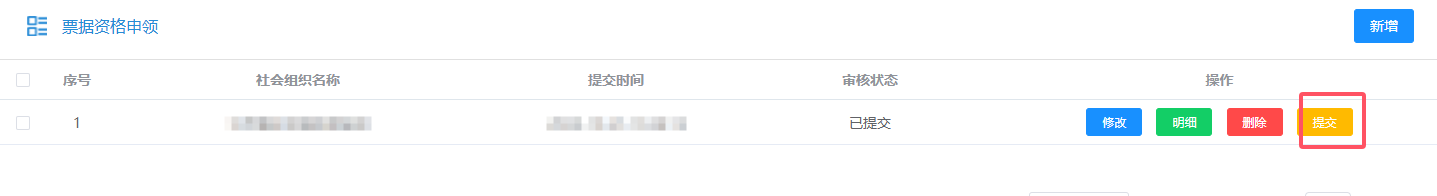 票据资格申领
新增
序号 社会组织名称 提交时间 审核状态 操作
1 已提交 修改 明细 删除 提交